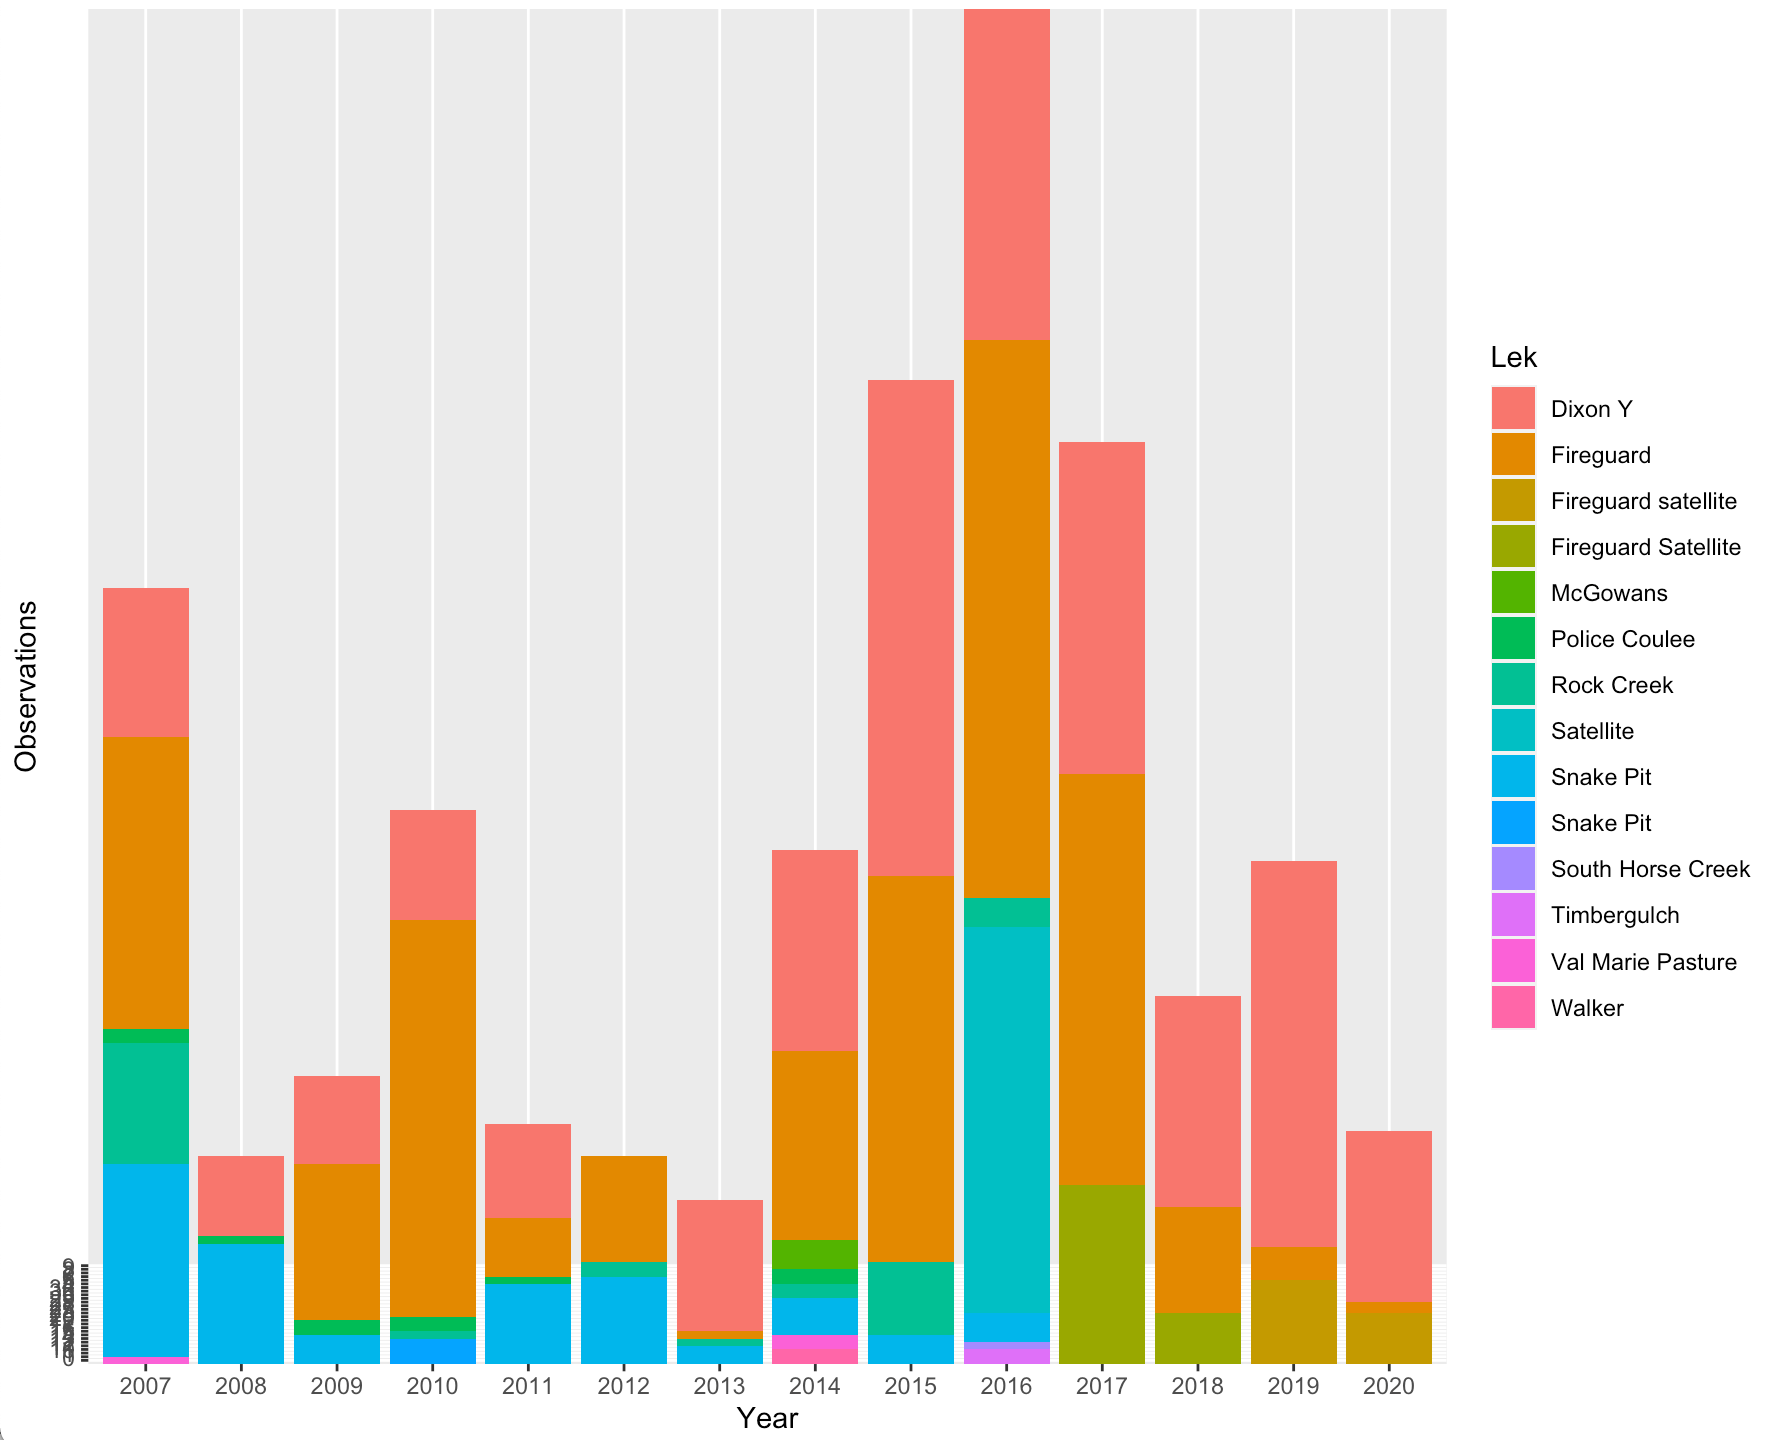 Observations
2007 2008 2009 2010 2011 2012 2013 2014 2015 2016 2017 2018 2019 2020
Year
Lek
Dixon Y
Fireguard
Fireguard satellite
Fireguard Satellite
McGowans
Police Coulee
Rock Creek
Satellite
Snake Pit
Snake Pit
South Horse Creek
Timbergulch
Val Marie Pasture
Walker